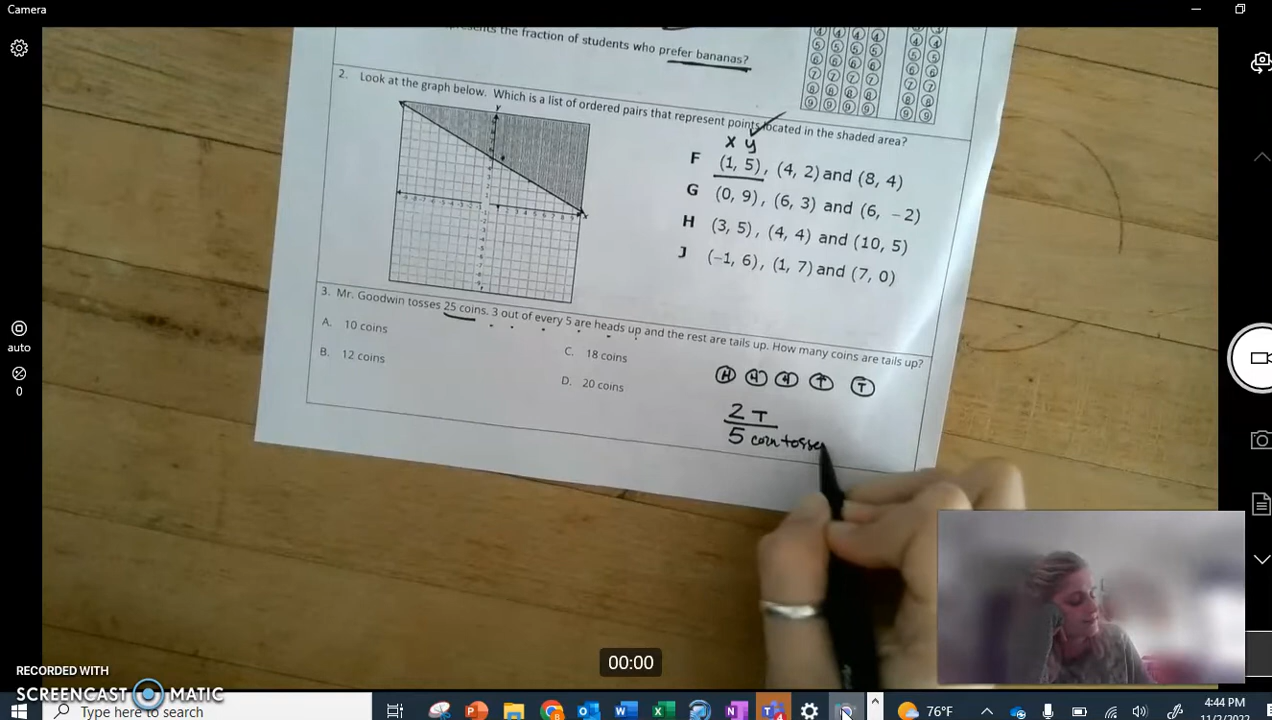 Camera
presents the fraction of students who prefer bananas?
2. Look at the graph below. Which is a list of ordered pairs that represent points located in the shaded area?
x y
F (1, 5), (4, 2) and (8, 4)
G (0, 9), (6, 3) and (6, −2)
H (3, 5), (4, 4) and (10, 5)
J (−1, 6), (1, 7) and (7, 0)
3. Mr. Goodwin tosses 25 coins. 3 out of every 5 are heads up and the rest are tails up. How many coins are tails up?
A. 10 coins
B. 12 coins
C. 18 coins
D. 20 coins
H H H T T
2 T
5 coin tosses
auto
0
00:00
RECORDED WITH
SCREENCAST MATIC
Type here to search
76°F
4:44 PM